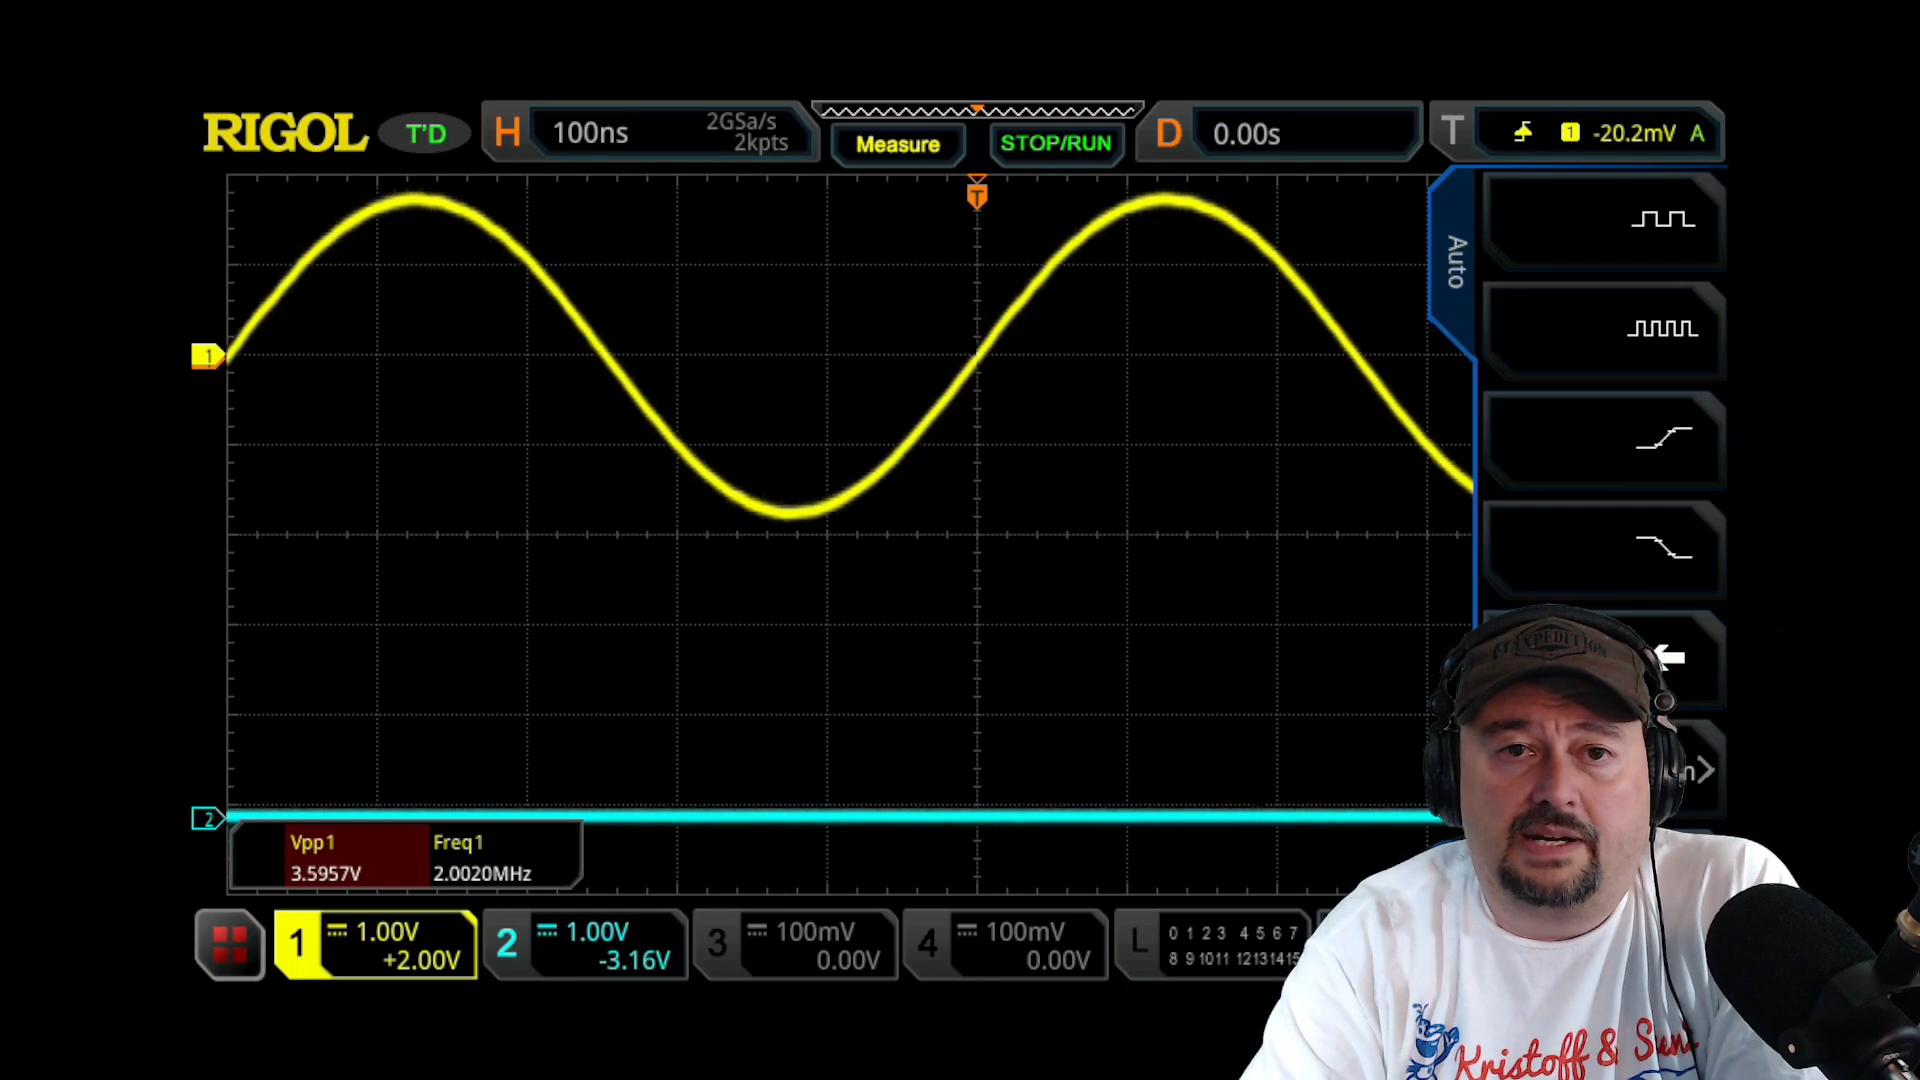 RIGOL T'D H 100ns 2GSa/s 2kpts Measure STOP/RUN D 0.00s T 1 -20.2mV A
T
Auto
1
2
Vpp1 Freq1
3.5957V 2.0020MHz
1 1.00V +2.00V
2 1.00V -3.16V
3 100mV 0.00V
4 100mV 0.00V
L 0 1 2 3 4 5 6 7
8 9 10 11 12 13 14 15
MAXPEDITION
Kristoff &